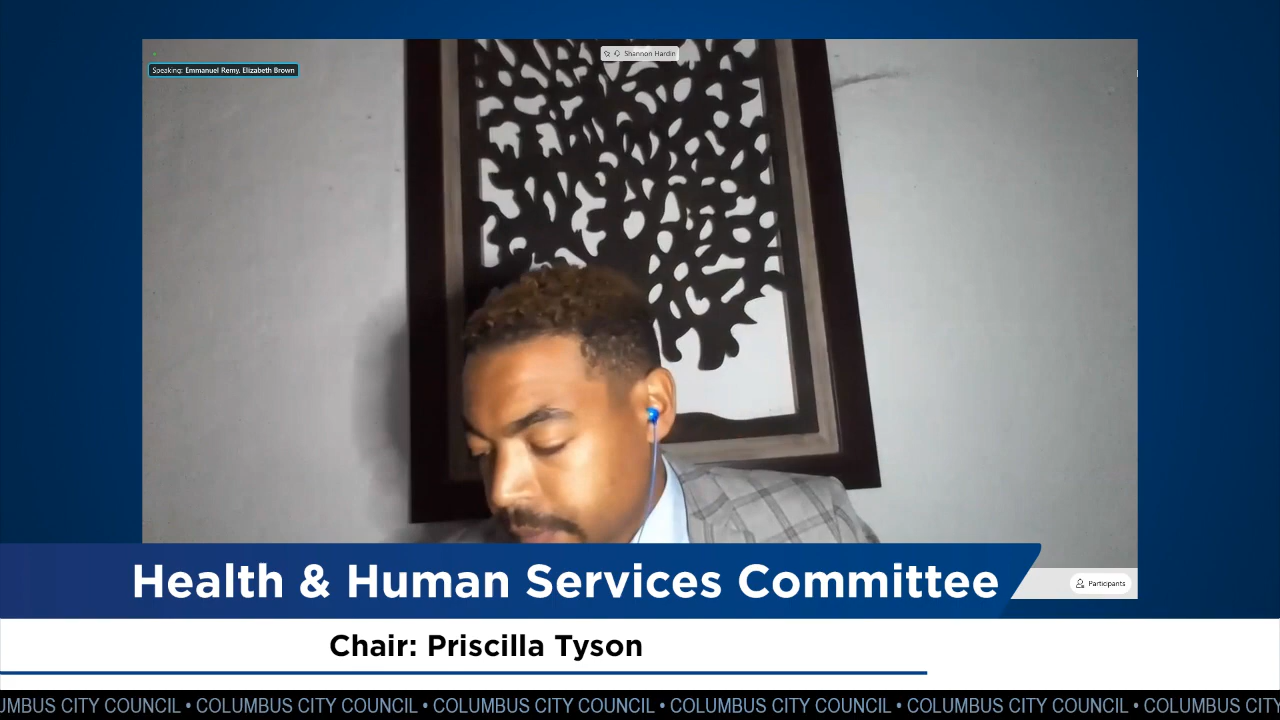 Shannon Hardin
Speaking: Emmanuel Remy, Elizabeth Brown
Participants
Health & Human Services Committee
Chair: Priscilla Tyson
UMBUS CITY COUNCIL • COLUMBUS CITY COUNCIL • COLUMBUS CITY COUNCIL • COLUMBUS CITY COUNCIL • COLUMBUS CITY COUNCIL • COLUMBUS CITY